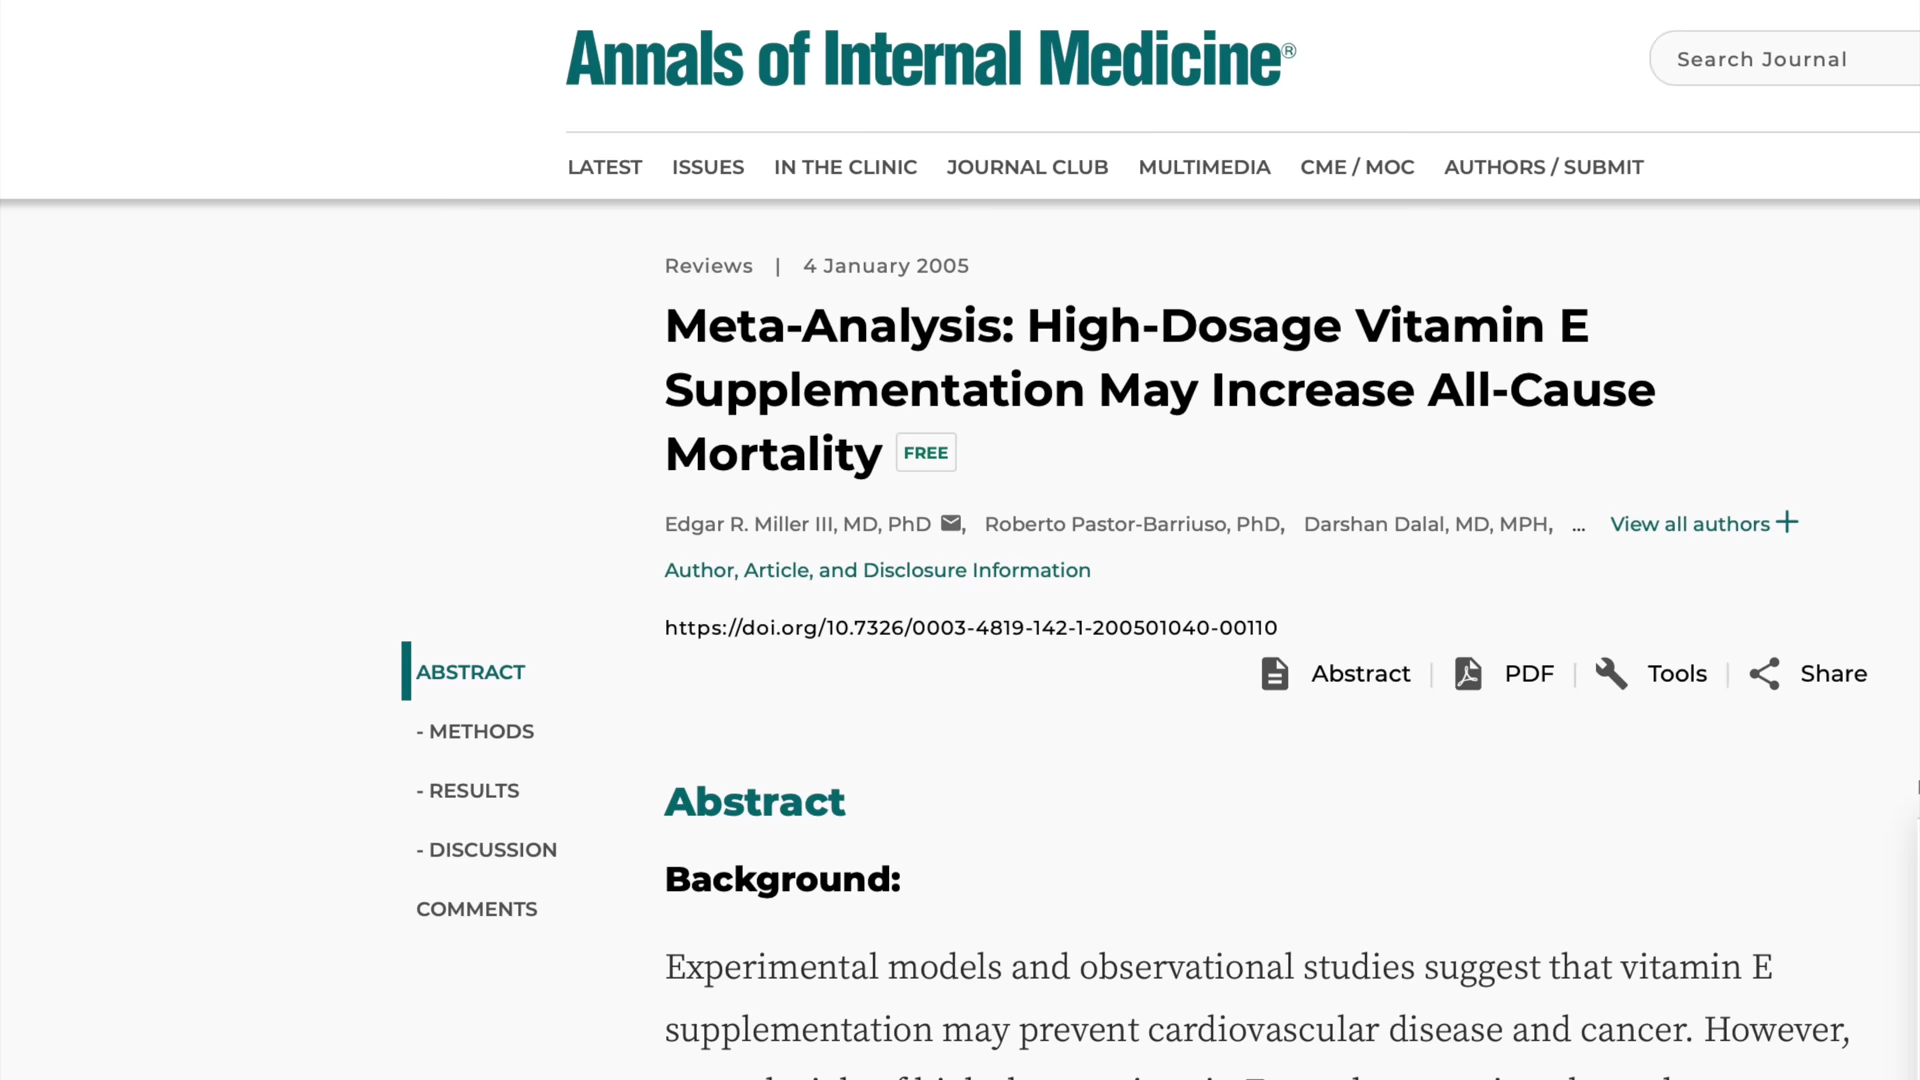 Annals of Internal Medicine®
Search Journal
LATEST ISSUES IN THE CLINIC JOURNAL CLUB MULTIMEDIA CME / MOC AUTHORS / SUBMIT
Reviews | 4 January 2005
Meta-Analysis: High-Dosage Vitamin E
Supplementation May Increase All-Cause
Mortality FREE
Edgar R. Miller III, MD, PhD, Roberto Pastor-Barriuso, PhD, Darshan Dalal, MD, MPH, ... View all authors +
Author, Article, and Disclosure Information
https://doi.org/10.7326/0003-4819-142-1-200501040-00110
Abstract | PDF | Tools | Share
ABSTRACT
- METHODS
- RESULTS
- DISCUSSION
COMMENTS
Abstract
Background:
Experimental models and observational studies suggest that vitamin E
supplementation may prevent cardiovascular disease and cancer. However,